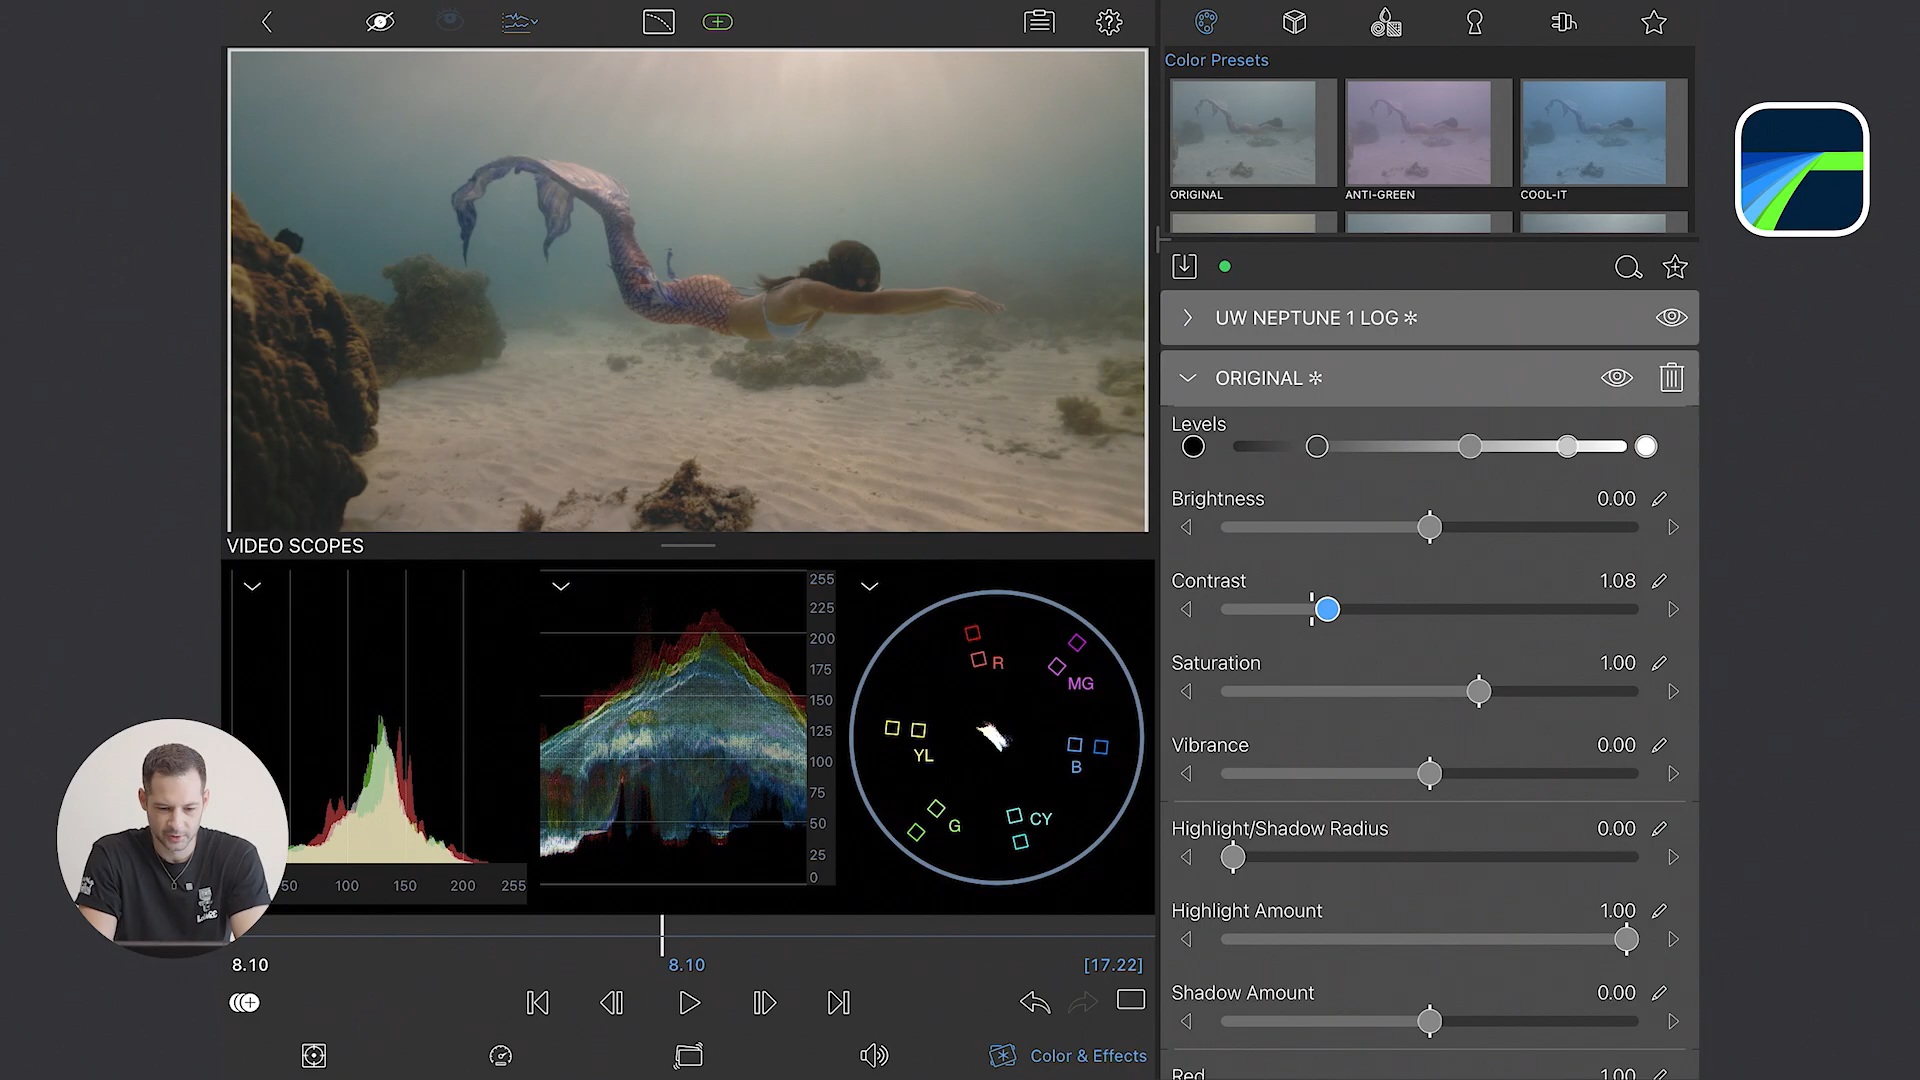 Color Presets
ORIGINAL
ANTI-GREEN
COOL-IT
UW NEPTUNE 1 LOG ✻
ORIGINAL ✻
Levels
Brightness 0.00
Contrast 1.08
Saturation 1.00
Vibrance 0.00
Highlight/Shadow Radius 0.00
Highlight Amount 1.00
Shadow Amount 0.00
Red 1.00
VIDEO SCOPES
50 100 150 200 255
255
225
200
175
150
125
100
75
50
25
0
R
MG
YL
B
G
CY
8.10
8.10
[17.22]
Color & Effects